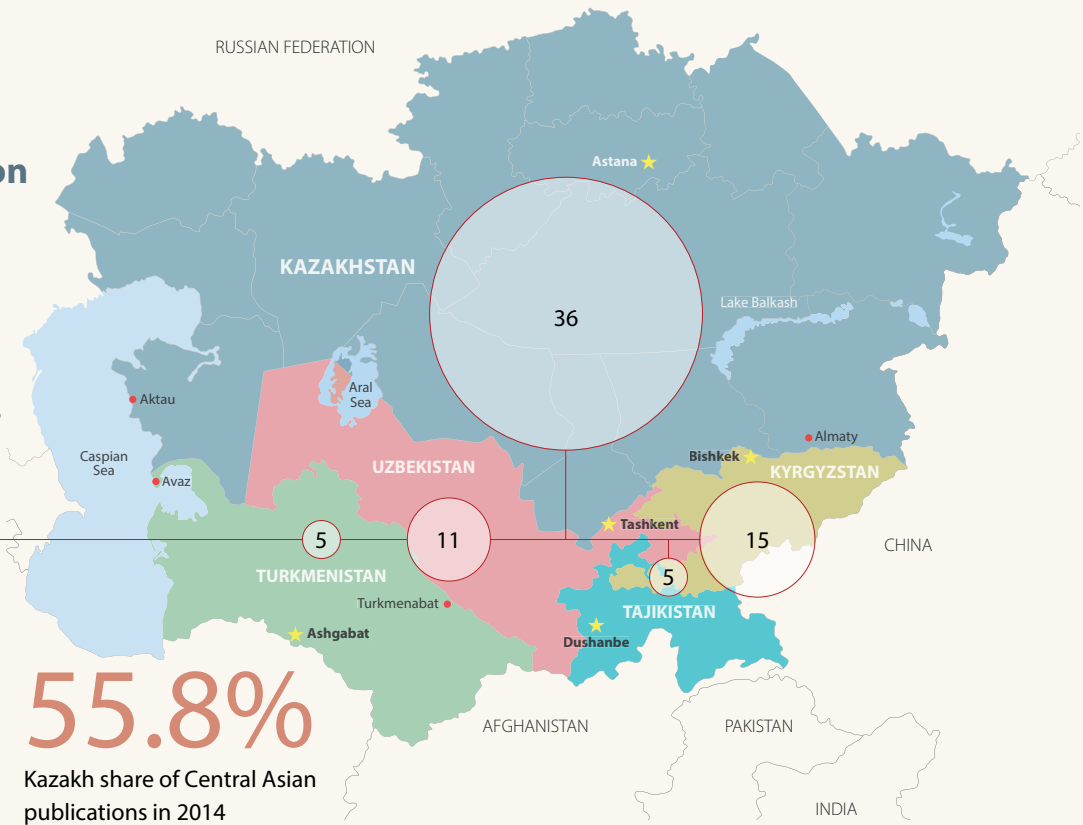 RUSSIAN FEDERATION
on
Astana
KAZAKHSTAN
36
Lake Balkash
Aral
Sea
Aktau
Almaty
Caspian
Sea
UZBEKISTAN
Bishkek
KYRGYZSTAN
Avaz
Tashkent
5
11
15
CHINA
TURKMENISTAN
5
Turkmenabat
TAJIKISTAN
Ashgabat
Dushanbe
55.8%
AFGHANISTAN
PAKISTAN
Kazakh share of Central Asian
publications in 2014
INDIA